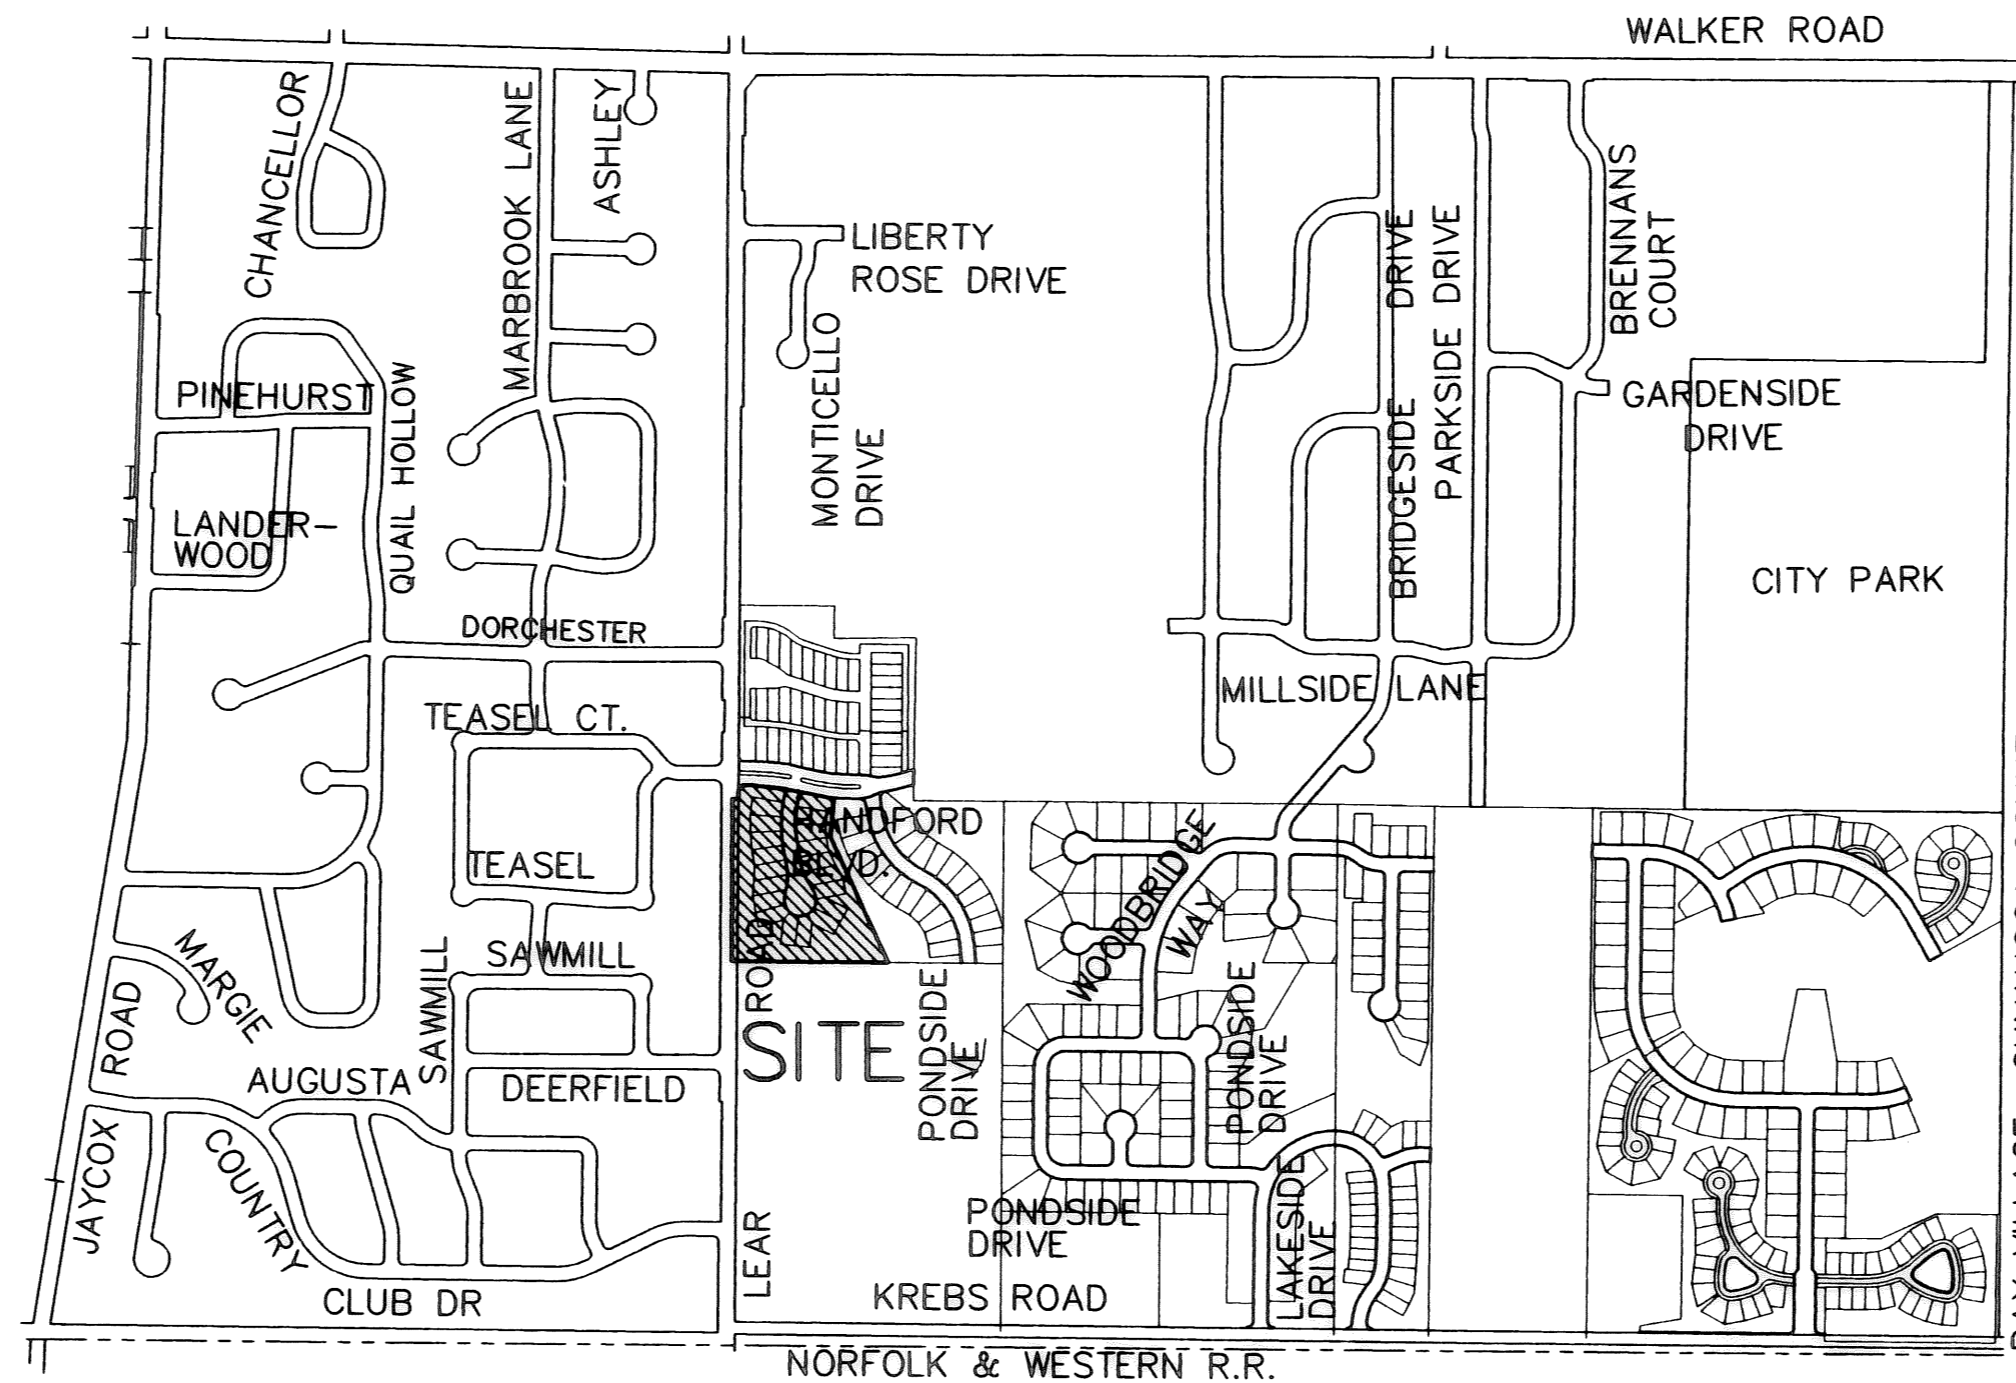 WALKER ROAD
CHANCELLOR
MARBROOK LANE
ASHLEY
LIBERTY
ROSE DRIVE
MONTICELLO
DRIVE
BRIDGESIDE DRIVE
PARKSIDE DRIVE
BRENNANS
COURT
PINEHURST
QUAIL HOLLOW
GARDENSIDE
DRIVE
LANDER-
WOOD
CITY PARK
DORCHESTER
MILLSIDE LANE
TEASEL CT.
HANDFORD
BLVD.
TEASEL
WOODBRIDGE
WAY
MARGIE
SAWMILL
SAWMILL
SITE
PONDSIDE
DRIVE
PONDSIDE
DRIVE
AUGUSTA
DEERFIELD
JAYCOX ROAD
COUNTRY
CLUB DR
LEAR ROAD
PONDSIDE
DRIVE
LAKESIDE
DRIVE
KREBS ROAD
NORFOLK & WESTERN R.R.